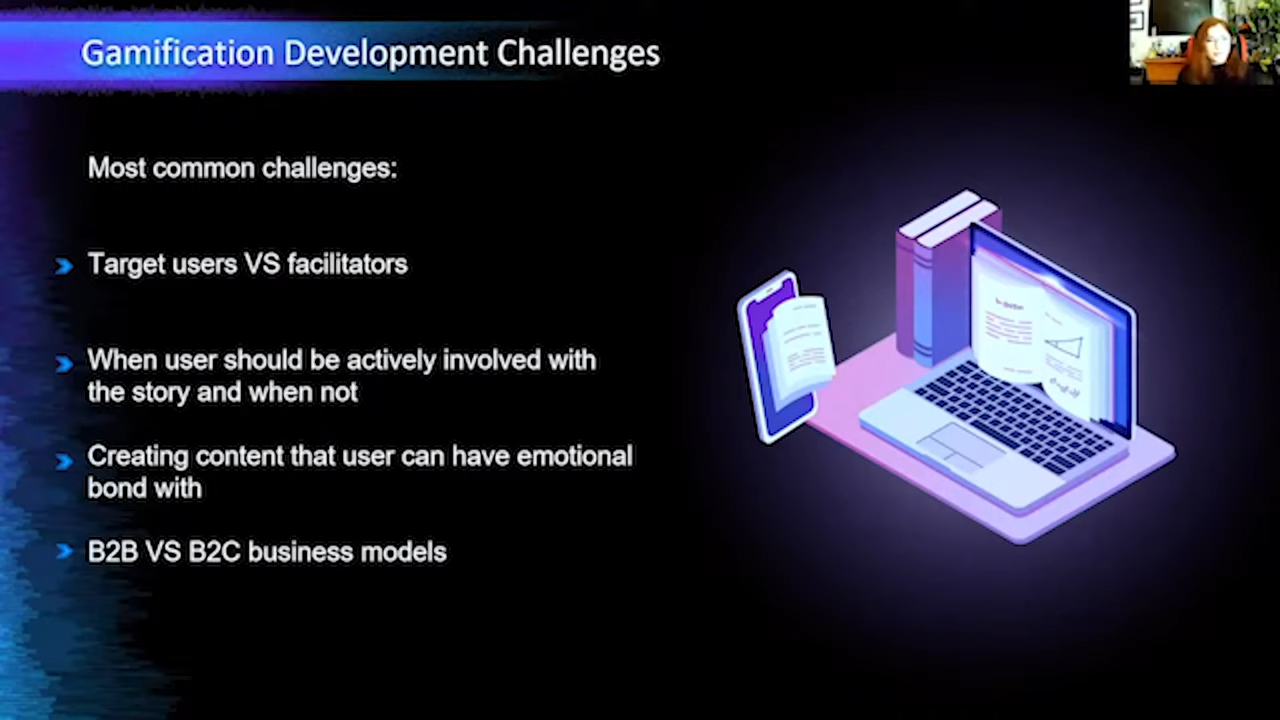 Gamification Development Challenges
Most common challenges:
Target users VS facilitators
When user should be actively involved with
the story and when not
Creating content that user can have emotional
bond with
B2B VS B2C business models